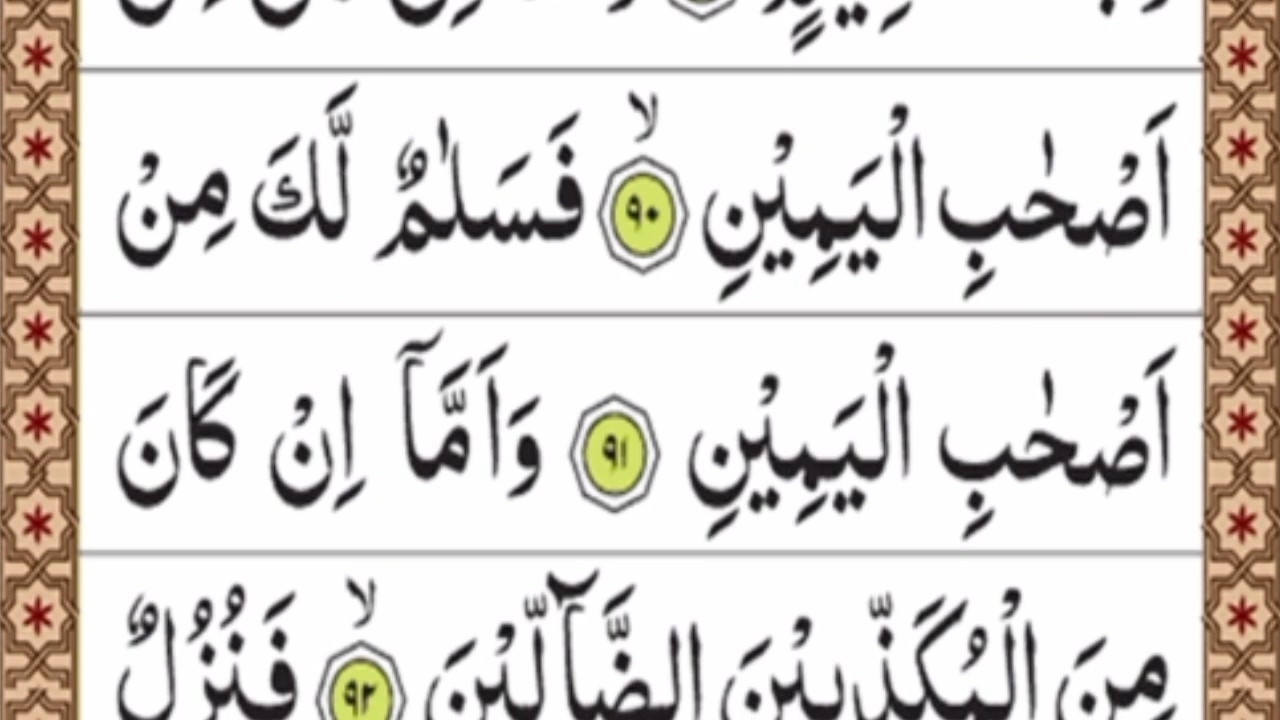 اَصْحٰبِ الْيَمِيْنِ ۙ‏﴿۹۰﴾ فَسَلٰمٌ لَّكَ مِنْ
اَصْحٰبِ الْيَمِيْنِ ﴿۹۱﴾ وَاَمَّاۤ اِنْ كَانَ
مِنَ الْمُكَذِّبِيْنَ الضَّآلِّيْنَ ۙ‏﴿۹۲﴾ فَنُزُلٌ